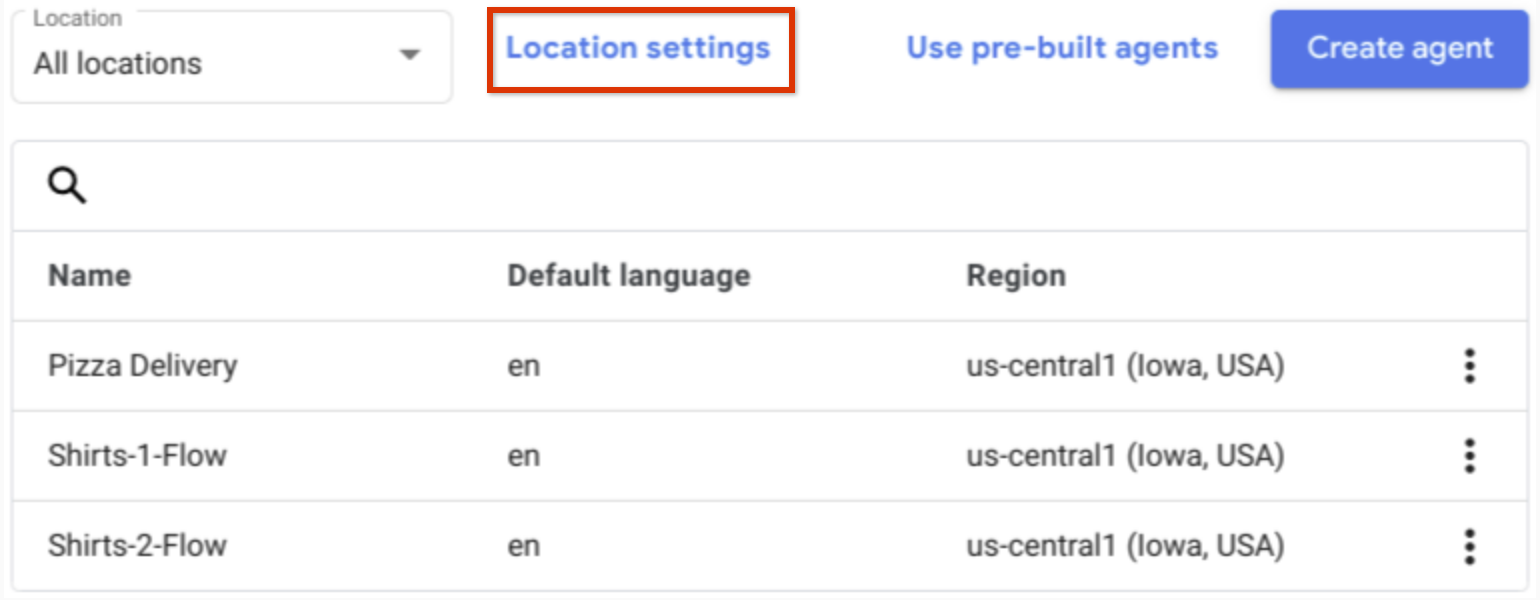 Location
All locations
Location settings
Use pre-built agents
Create agent
Name Default language Region
Pizza Delivery en us-central1 (Iowa, USA)
Shirts-1-Flow en us-central1 (Iowa, USA)
Shirts-2-Flow en us-central1 (Iowa, USA)